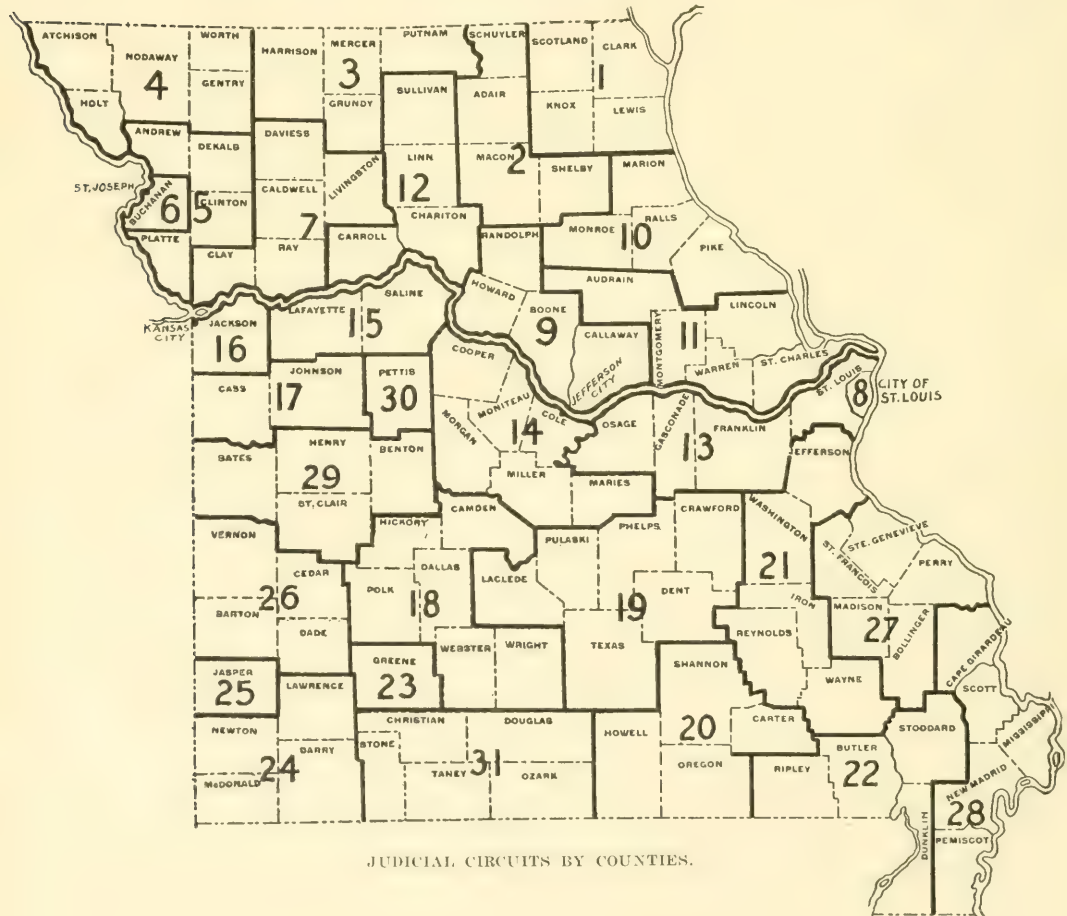 ATCHISON
NODAWAY
WORTH
HARRISON
MERCER
PUTNAM
SCHUYLER
SCOTLAND
CLARK
4
GENTRY
3
1
HOLT
GRUNDY
SULLIVAN
ADAIR
KNOX
LEWIS
ANDREW
DEKALB
DAVIESS
LIVINGSTON
LINN
MACON
2
SHELBY
MARION
ST. JOSEPH
BUCHANAN
6
5
CLINTON
CALDWELL
12
CHARITON
RANDOLPH
MONROE
10
RALLS
PIKE
PLATTE
CLAY
RAY
7
CARROLL
AUDRAIN
KANSAS
CITY
JACKSON
16
LAFAYETTE
15
SALINE
HOWARD
BOONE
9
CALLAWAY
MONTGOMERY
11
LINCOLN
WARREN
ST. CHARLES
CASS
JOHNSON
17
PETTIS
30
COOPER
JEFFERSON
CITY
ST. LOUIS
8
CITY OF
ST. LOUIS
MORGAN
MONITEAU
14
COLE
OSAGE
GASCONADE
13
FRANKLIN
JEFFERSON
BATES
HENRY
29
BENTON
MILLER
MARIES
ST. CLAIR
VERNON
HICKORY
CAMDEN
PULASKI
PHELPS
CRAWFORD
WASHINGTON
21
ST. FRANCOIS
STE. GENEVIEVE
PERRY
CEDAR
26
BARTON
DADE
POLK
18
DALLAS
LACLEDE
19
DENT
IRON
MADISON
27
BOLLINGER
CAPE GIRARDEAU
JASPER
25
LAWRENCE
GREENE
23
WEBSTER
WRIGHT
TEXAS
SHANNON
REYNOLDS
WAYNE
SCOTT
MISSISSIPPI
NEWTON
CHRISTIAN
DOUGLAS
HOWELL
20
CARTER
STODDARD
24
BARRY
McDONALD
STONE
TANEY
31
OZARK
OREGON
RIPLEY
BUTLER
22
NEW MADRID
28
DUNKLIN
PEMISCOT
JUDICIAL CIRCUITS BY COUNTIES.